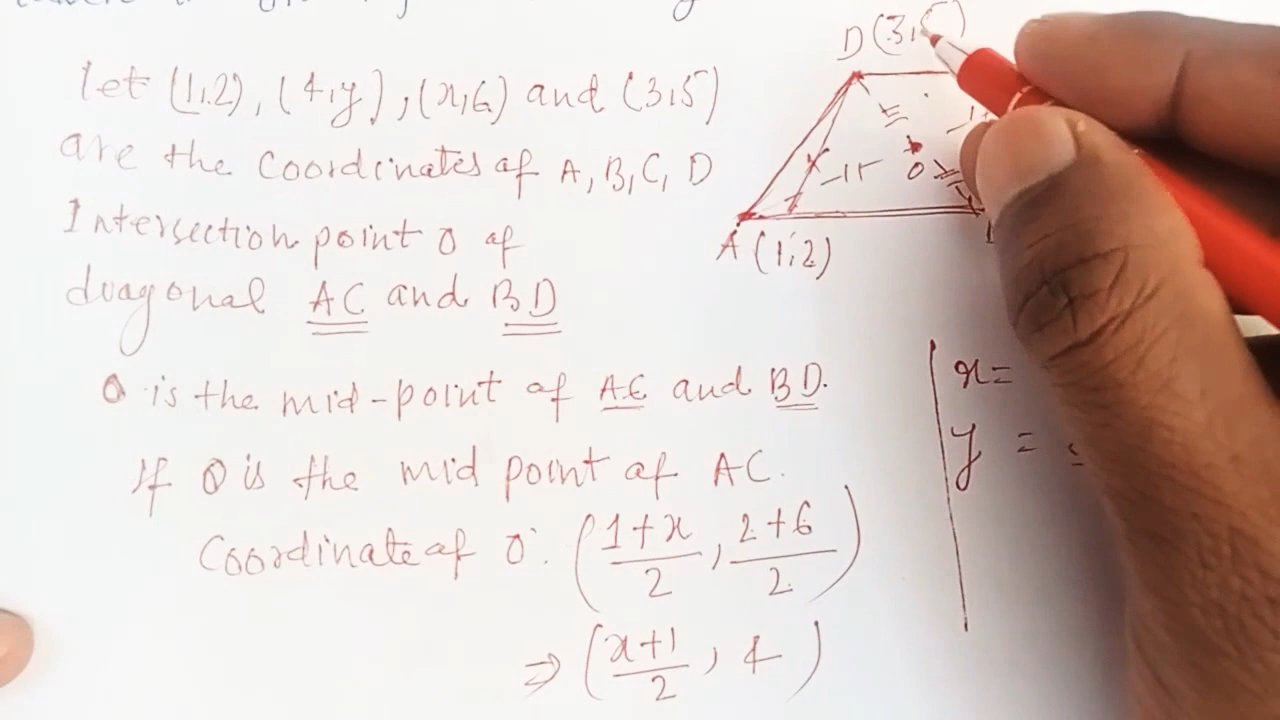 let (1,2), (4,y), (x,6) and (3,5)
are the Coordinates of A, B, C, D
Intersection point O of
diagonal AC and BD
O is the mid-point of AC and BD.
If O is the mid point of AC.
Coordinate of O: (1+x/2, 2+6/2)
⇒ (x+1/2, 4)
D (3,5)
O
A (1,2)
x=
y =